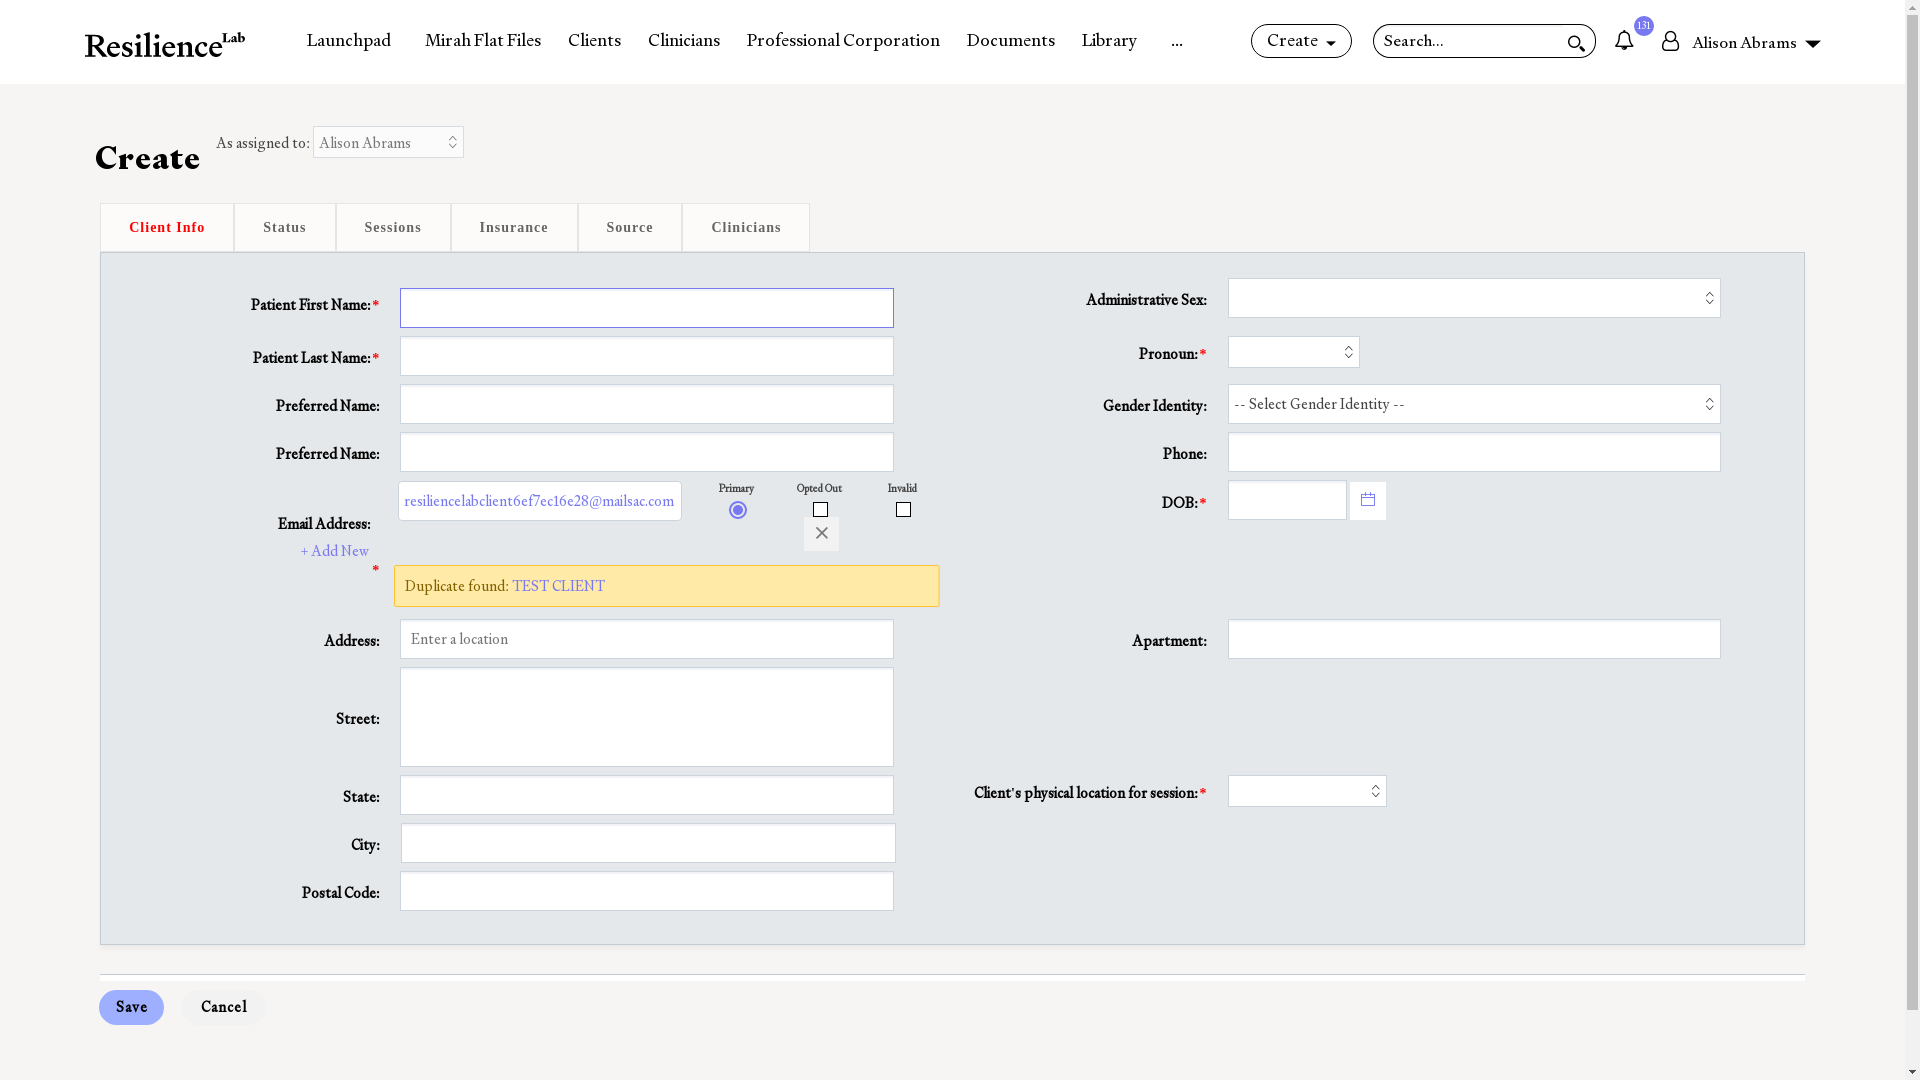 ResilienceLab
Launchpad Mirah Flat Files Clients Clinicians Professional Corporation Documents Library ...
Create
Search...
131
Alison Abrams
Create
As assigned to: Alison Abrams
Client Info Status Sessions Insurance Source Clinicians
Patient First Name:*
Administrative Sex:
Patient Last Name:*
Pronoun:*
Preferred Name:
Gender Identity: -- Select Gender Identity --
Preferred Name:
Phone:
Email Address:
+ Add New
*
resiliencelabclient6ef7ec16e28@mailsac.com
Primary Opted Out Invalid
DOB:*
Duplicate found: TEST CLIENT
Address: Enter a location
Apartment:
Street:
State:
Client's physical location for session:*
City:
Postal Code:
Save Cancel